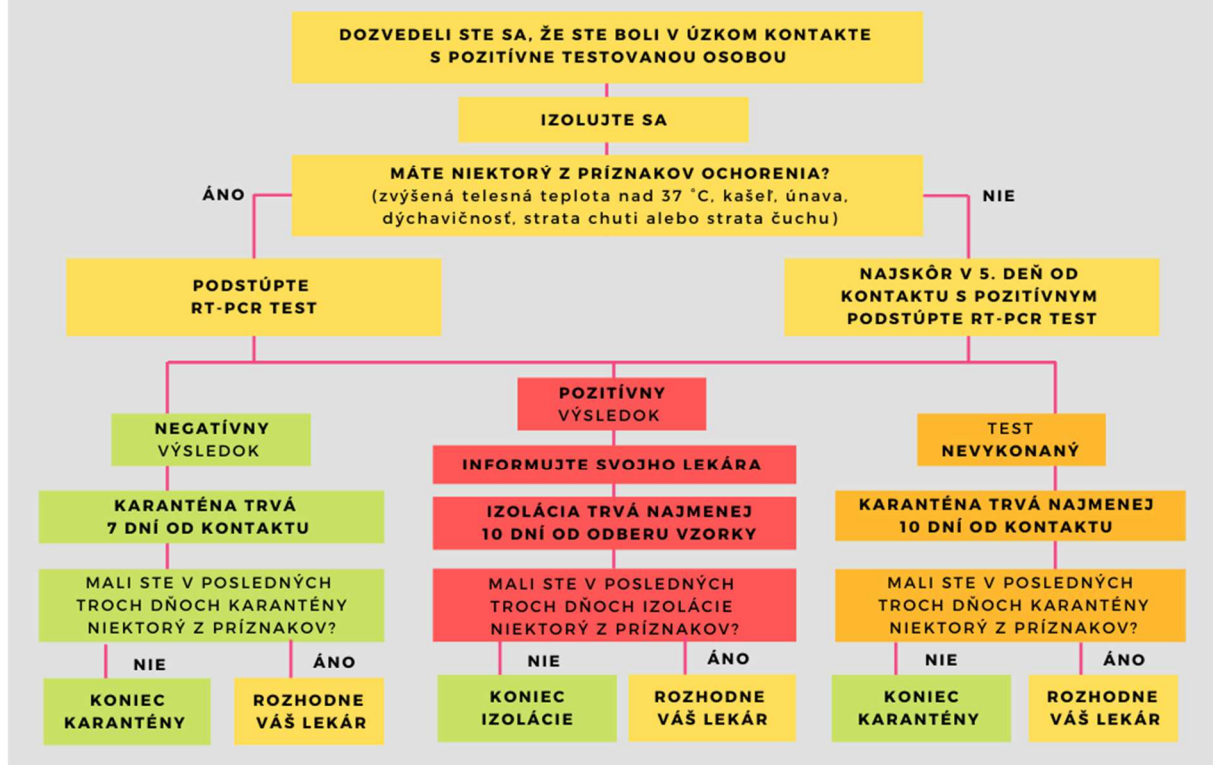 DOZVEDELI STE SA, ŽE STE BOLI V ÚZKOM KONTAKTE
S POZITÍVNE TESTOVANOU OSOBOU
IZOLUJTE SA
MÁTE NIEKTORÝ Z PRÍZNAKOV OCHORENIA?
(zvýšená telesná teplota nad 37 °C, kašeľ, únava,
dýchavičnosť, strata chuti alebo strata čuchu)
ÁNO
NIE
PODSTÚPTE
RT-PCR TEST
NAJSKÔR V 5. DEŇ OD
KONTAKTU S POZITÍVNYM
PODSTÚPTE RT-PCR TEST
NEGATÍVNY
VÝSLEDOK
KARANTÉNA TRVÁ
7 DNÍ OD KONTAKTU
MALI STE V POSLEDNÝCH
TROCH DŇOCH KARANTÉNY
NIEKTORÝ Z PRÍZNAKOV?
NIE
ÁNO
KONIEC
KARANTÉNY
ROZHODNE
VÁŠ LEKÁR
POZITÍVNY
VÝSLEDOK
INFORMUJTE SVOJHO LEKÁRA
IZOLÁCIA TRVÁ NAJMENEJ
10 DNÍ OD ODBERU VZORKY
MALI STE V POSLEDNÝCH
TROCH DŇOCH IZOLÁCIE
NIEKTORÝ Z PRÍZNAKOV?
NIE
ÁNO
KONIEC
IZOLÁCIE
ROZHODNE
VÁŠ LEKÁR
TEST
NEVYKONANÝ
KARANTÉNA TRVÁ NAJMENEJ
10 DNÍ OD KONTAKTU
MALI STE V POSLEDNÝCH
TROCH DŇOCH KARANTÉNY
NIEKTORÝ Z PRÍZNAKOV?
NIE
ÁNO
KONIEC
KARANTÉNY
ROZHODNE
VÁŠ LEKÁR